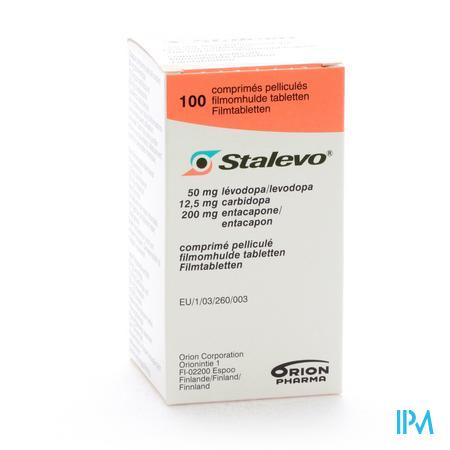 100 comprimés pelliculés
filmomhulde tabletten
Filmtabletten
Stalevo®
50 mg lévodopa/levodopa
12,5 mg carbidopa
200 mg entacapone/
entacapon
comprimé pelliculé
filmomhulde tabletten
Filmtabletten
EU/1/03/260/003
Orion Corporation
Orionintie 1
FI-02200 Espoo
Finlande/Finland/
Finnland
ORION
PHARMA
IPM